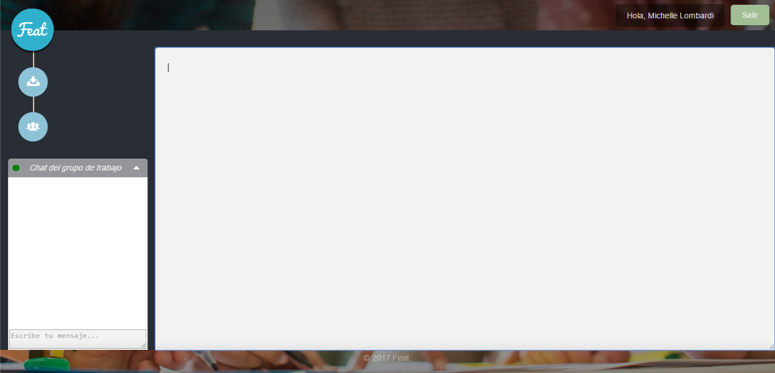 Feat
Hola, Michelle Lombardi
Salir
Chat del grupo de trabajo
Escribe tu mensaje...
© 2017 Feat